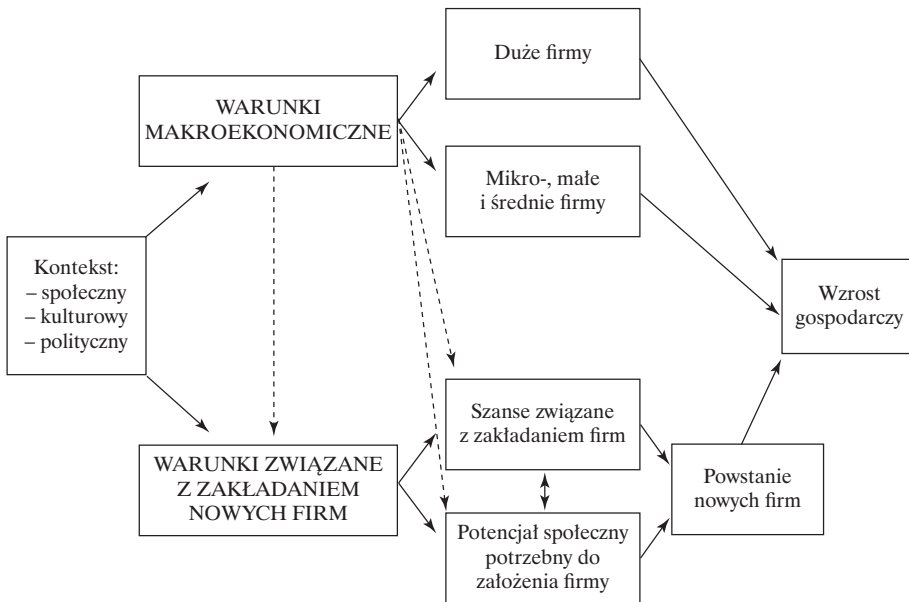 Duże firmy
WARUNKI
MAKROEKONOMICZNE
Mikro-, małe
i średnie firmy
Kontekst:
– społeczny
– kulturowy
– polityczny
Wzrost
gospodarczy
Szanse związane
z zakładaniem firm
WARUNKI ZWIĄZANE
Z ZAKŁADANIEM
NOWYCH FIRM
Powstanie
nowych firm
Potencjał społeczny
potrzebny do
założenia firmy